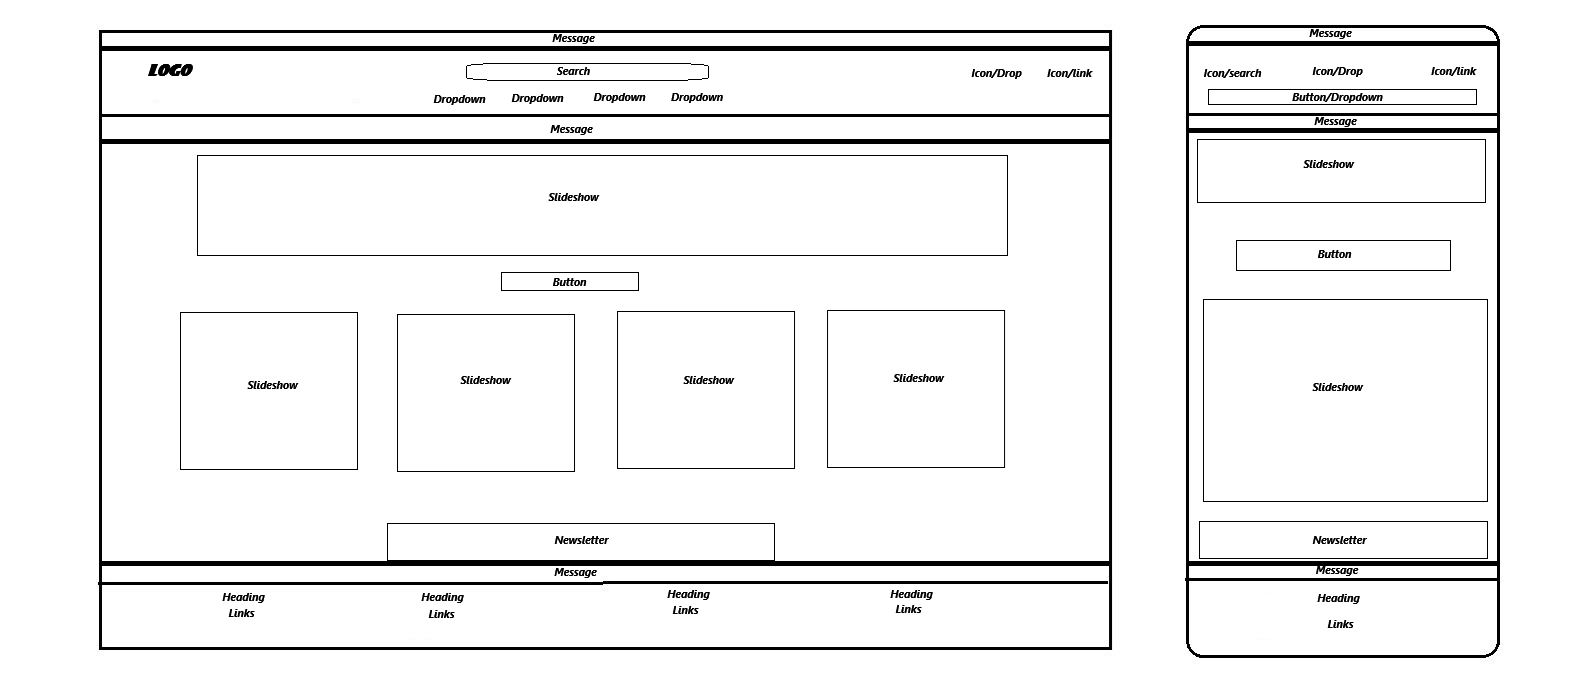 Message
LOGO
Search
Icon/Drop
Icon/link
Dropdown
Dropdown
Dropdown
Dropdown
Message
Slideshow
Button
Slideshow
Slideshow
Slideshow
Slideshow
Newsletter
Message
Heading
Links
Heading
Links
Heading
Links
Heading
Links
Message
Icon/search
Icon/Drop
Icon/link
Button/Dropdown
Message
Slideshow
Button
Slideshow
Newsletter
Message
Heading
Links